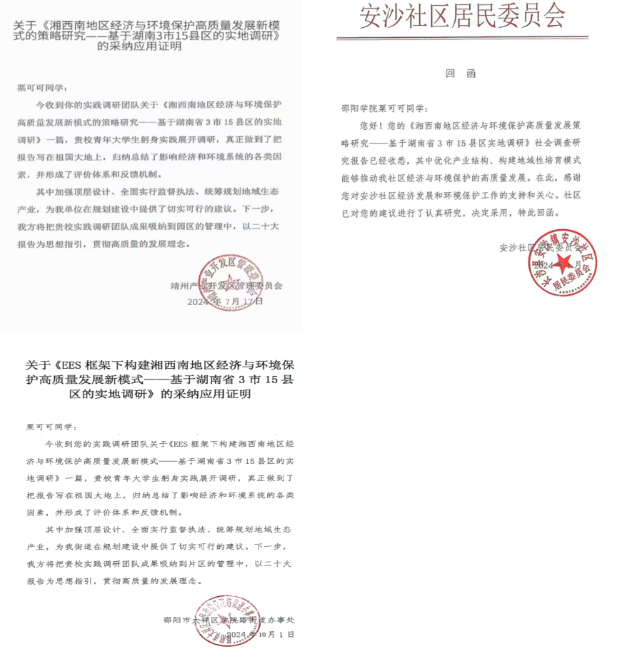 关于《湘西南地区经济与环境保护高质量发展新模
式的策略研究——基于湖南3市15县区的实地调研》
的采纳应用证明
粟可可同学：
今收到你的实践调研团队关于《湘西南地区经济与环境保护
高质量发展新模式的策略研究——基于湖南省 3 市 15 县区的实地
调研》一篇，贵校青年大学生躬身实践展开调研，真正做到了把
报告写在祖国大地上，归纳总结了影响经济和环境系统的各类因
素，并形成了评价体系和反馈机制。
其中加强顶层设计、全面实行监督执法、统筹规划地域生态
产业，为我单位在规划建设中提供了切实可行的建议。下一步，
我方将把贵校实践调研团队成果吸纳到园区的管理中，以二十大
报告为思想指引，贯彻高质量的发展理念。
靖州产业开发区管理委员会
2024 年 7 月 17 日
安沙社区居民委员会
回 函
邵阳学院粟可可同学：
您好！您的《湘西南地区经济与环境保护高质量发展策
略研究——基于湖南省 3 市 15 县区实地调研》社会调查研
究报告已经收悉，其中优化产业结构、构建地域性培育模式
能够推动我社区经济与环境保护的高质量发展。在此，感谢
您对安沙社区经济发展和环境保护工作的支持和关心。社区
已对您的建议进行了认真研究，决定采用，特此回函。
安沙社区居民委员会
2024 年 月
长沙县安沙镇安沙社区
居民委员会
关于《EES 框架下构建湘西南地区经济与环境保
护高质量发展新模式——基于湖南省 3 市 15 县
区的实地调研》的采纳应用证明
粟可可同学：
今收到您的实践调研团队关于《EES 框架下构建湘西南地区经
济与环境保护高质量发展新模式——基于湖南省 3 市 15 县区的实
地调研》一篇，贵校青年大学生躬身实践展开调研，真正做到了
把报告写在祖国大地上，归纳总结了影响经济和环境系统的各类
因素，并形成了评价体系和反馈机制。
其中加强顶层设计、全面实行监督执法、统筹规划地域生态
产业，为我街道在规划建设中提供了切实可行的建议。下一步，
我方将把贵校实践调研团队成果吸纳到片区的管理中，以二十大
报告为思想指引，贯彻高质量的发展理念。
邵阳市大祥区学院路街道办事处
2024 年 10 月 1 日